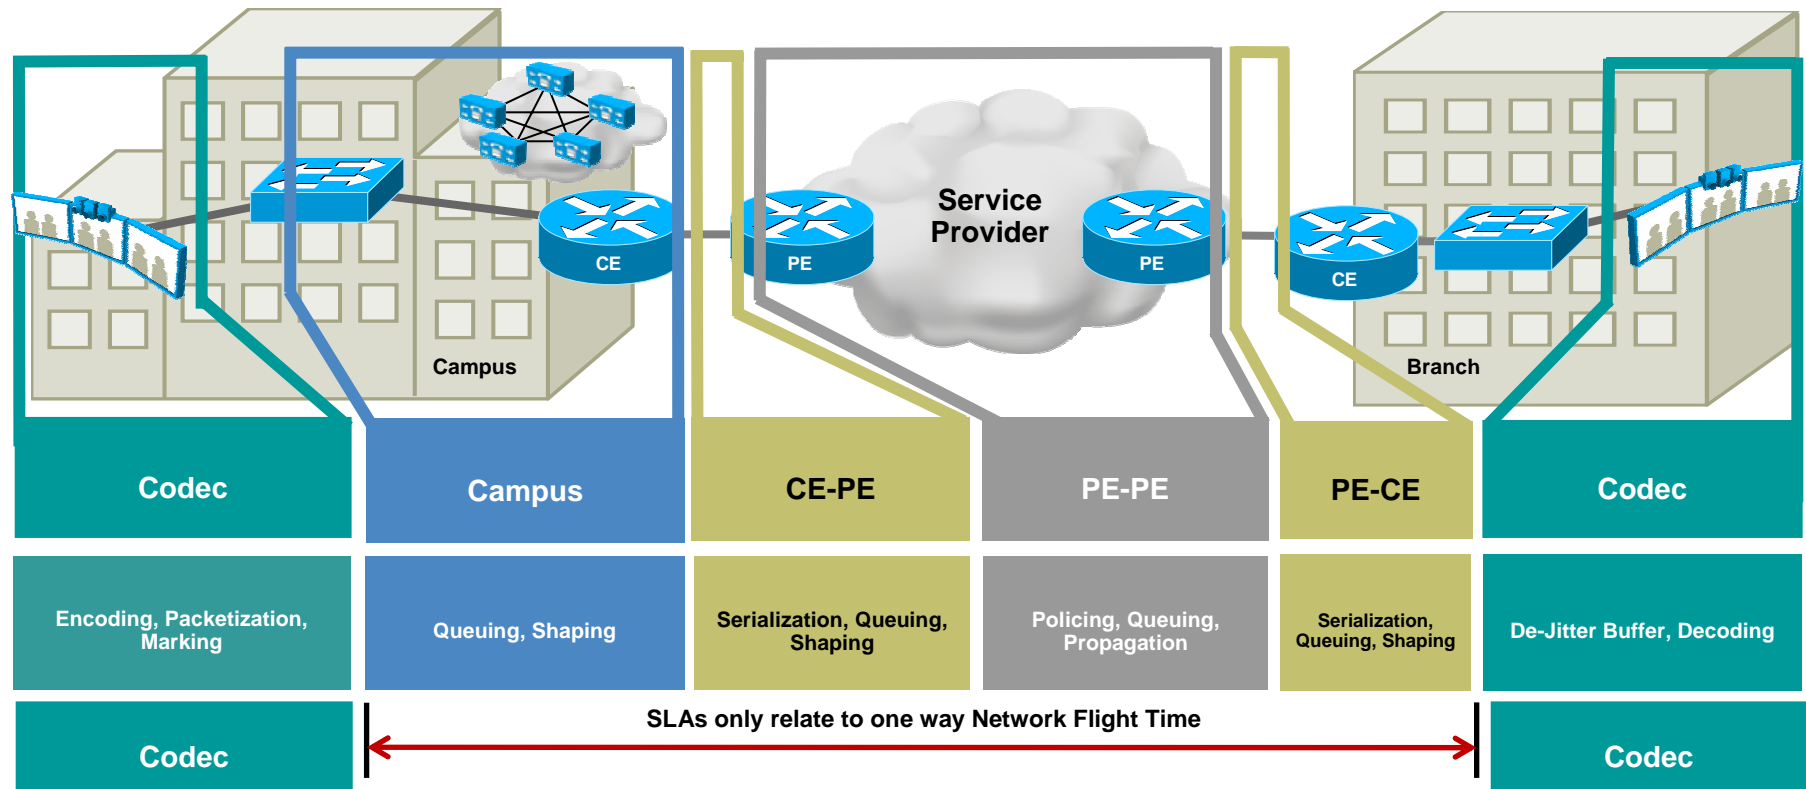 Service
Provider
CE
PE
PE
CE
Campus
Branch
Codec
Campus
CE-PE
PE-PE
PE-CE
Codec
Encoding, Packetization,
Marking
Queuing, Shaping
Serialization, Queuing,
Shaping
Policing, Queuing,
Propagation
Serialization,
Queuing, Shaping
De-Jitter Buffer, Decoding
SLAs only relate to one way Network Flight Time
Codec
Codec